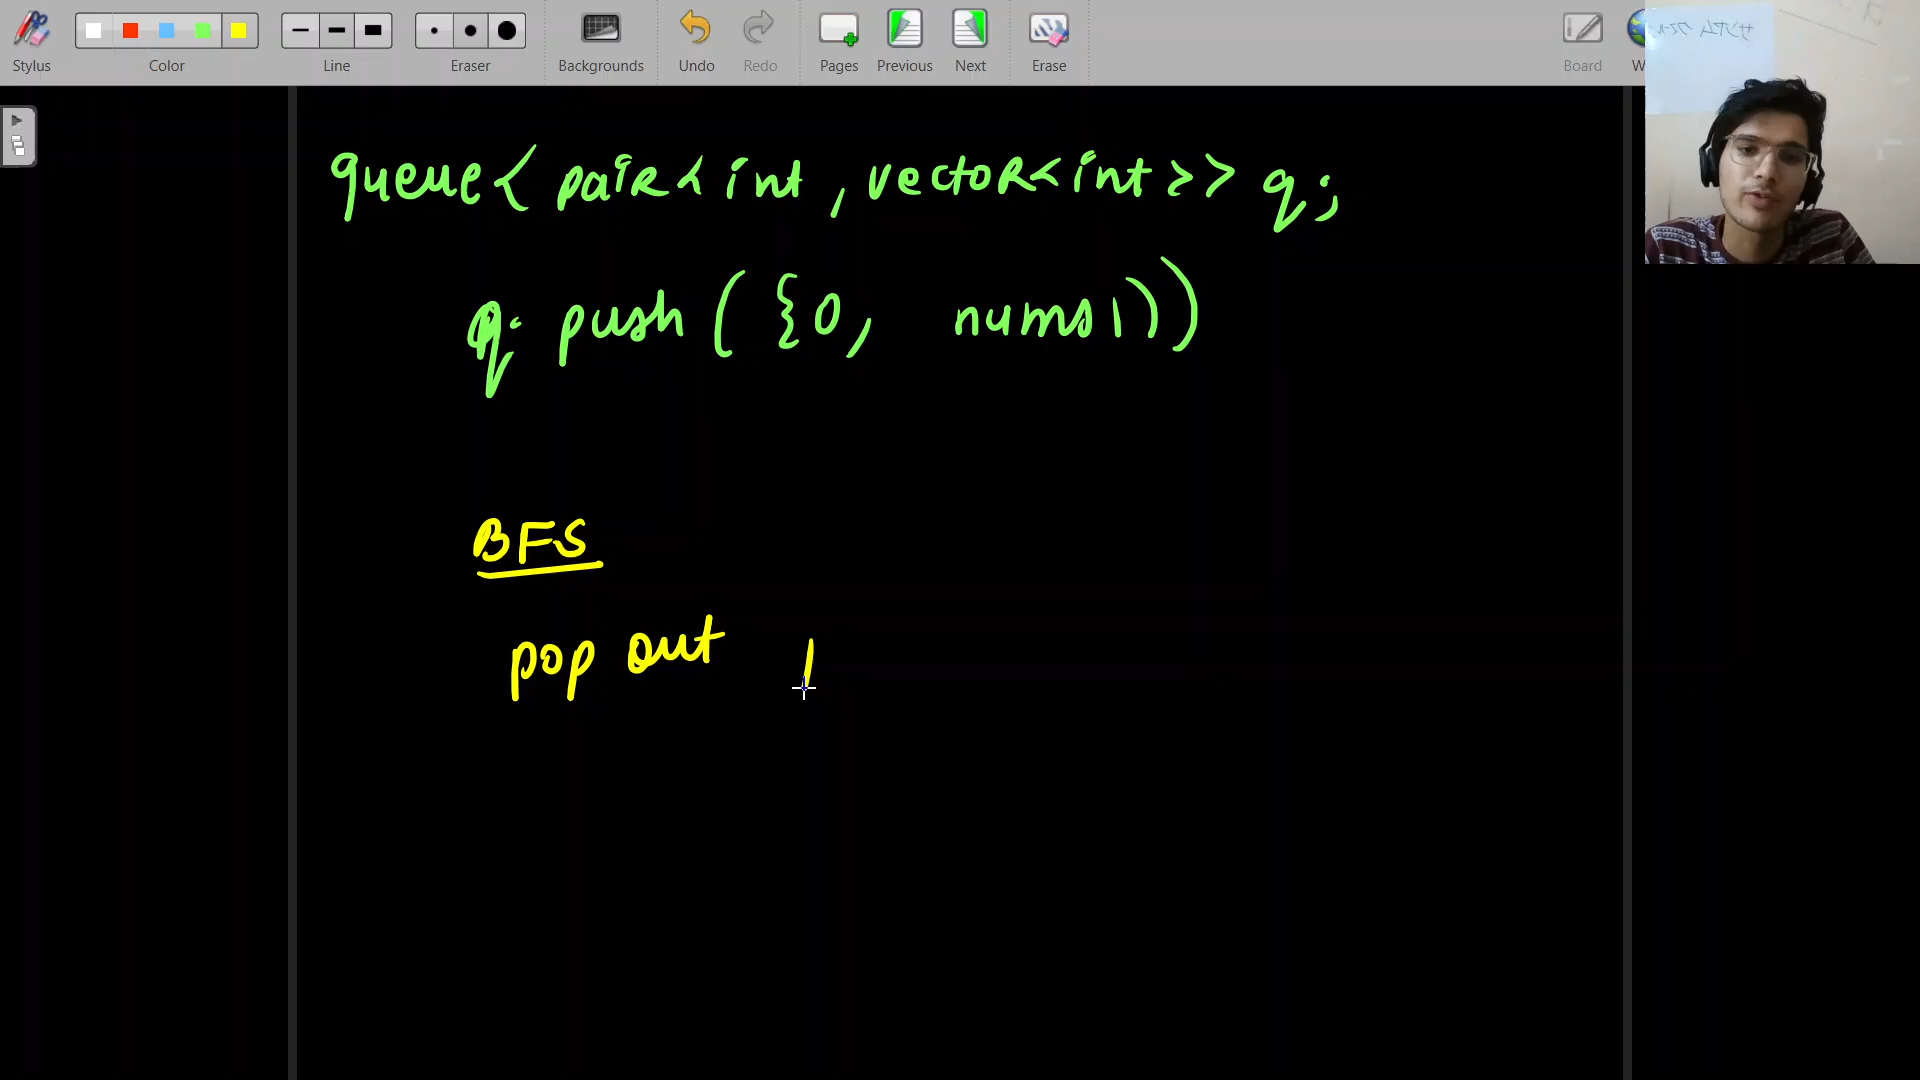 Stylus Color Line Eraser Backgrounds Undo Redo Pages Previous Next Erase Board W
queue< paiR< int , vectoR< int >> q;
q. push ( {0, nums1))
BFS
pop out